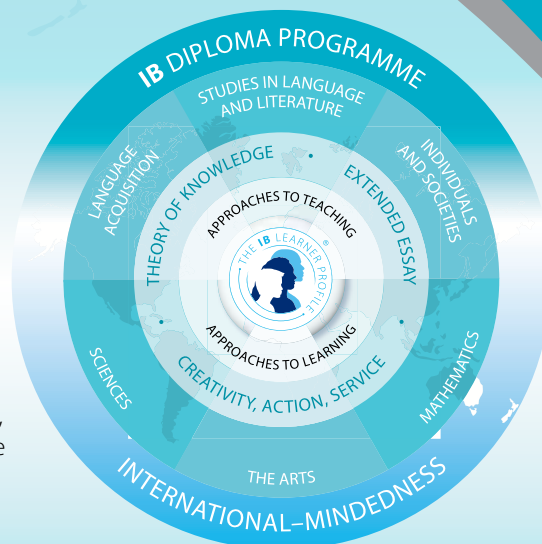 IB DIPLOMA PROGRAMME
STUDIES IN LANGUAGE
AND LITERATURE
LANGUAGE
ACQUISITION
INDIVIDUALS
AND SOCIETIES
THEORY OF KNOWLEDGE
EXTENDED ESSAY
APPROACHES TO TEACHING
THE IB LEARNER PROFILE
®
APPROACHES TO LEARNING
CREATIVITY, ACTION, SERVICE
SCIENCES
MATHEMATICS
THE ARTS
INTERNATIONAL–MINDEDNESS